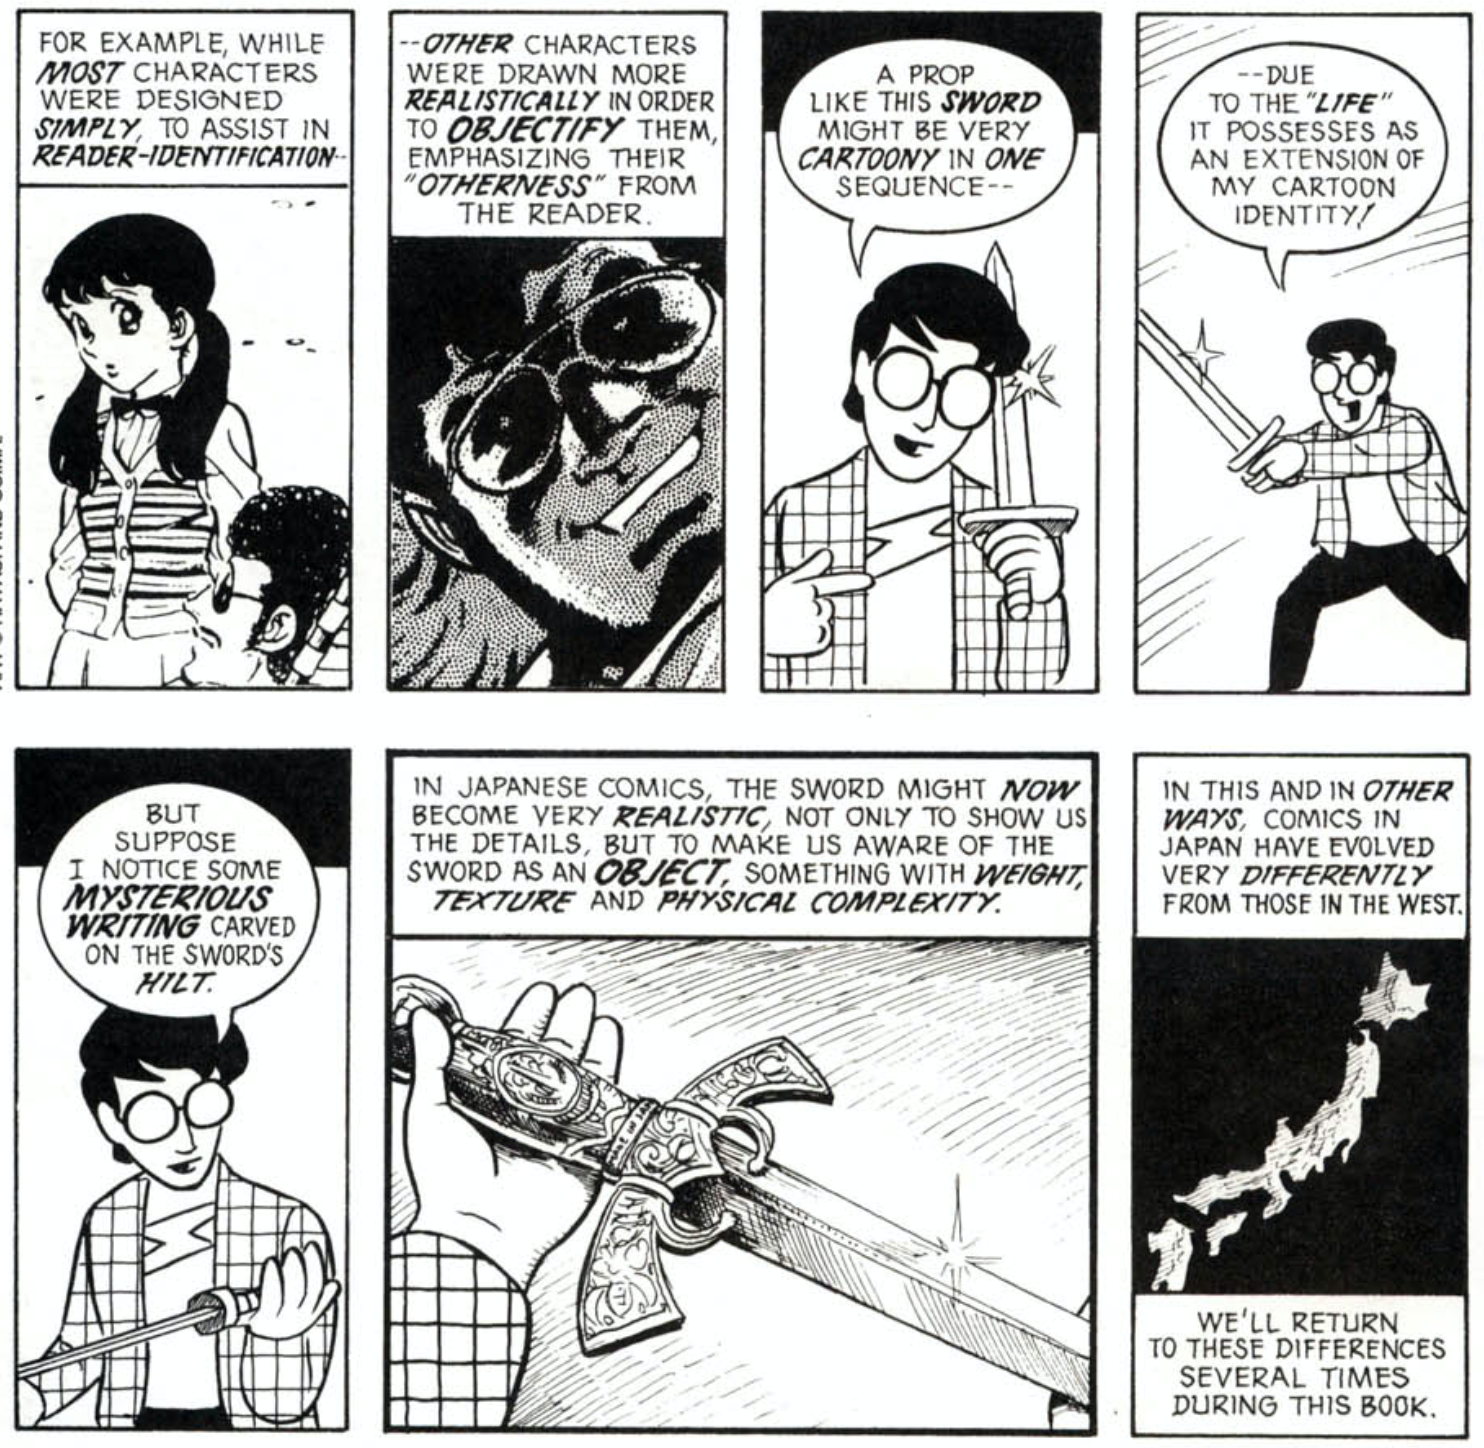 FOR EXAMPLE, WHILE
MOST CHARACTERS
WERE DESIGNED
SIMPLY, TO ASSIST IN
READER-IDENTIFICATION--
--OTHER CHARACTERS
WERE DRAWN MORE
REALISTICALLY IN ORDER
TO OBJECTIFY THEM,
EMPHASIZING THEIR
"OTHERNESS" FROM
THE READER.
A PROP
LIKE THIS SWORD
MIGHT BE VERY
CARTOONY IN ONE
SEQUENCE--
--DUE
TO THE "LIFE"
IT POSSESSES AS
AN EXTENSION OF
MY CARTOON
IDENTITY!
BUT
SUPPOSE
I NOTICE SOME
MYSTERIOUS
WRITING CARVED
ON THE SWORD'S
HILT.
IN JAPANESE COMICS, THE SWORD MIGHT NOW
BECOME VERY REALISTIC, NOT ONLY TO SHOW US
THE DETAILS, BUT TO MAKE US AWARE OF THE
SWORD AS AN OBJECT, SOMETHING WITH WEIGHT,
TEXTURE AND PHYSICAL COMPLEXITY.
IN THIS AND IN OTHER
WAYS, COMICS IN
JAPAN HAVE EVOLVED
VERY DIFFERENTLY
FROM THOSE IN THE WEST.
WE'LL RETURN
TO THESE DIFFERENCES
SEVERAL TIMES
DURING THIS BOOK.